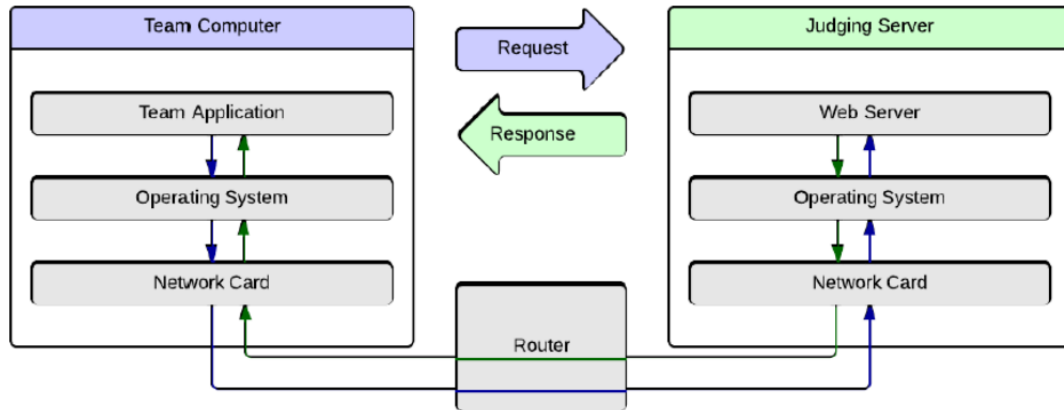 Team Computer
Request
Judging Server
Team Application
Response
Web Server
Operating System
Operating System
Network Card
Network Card
Router